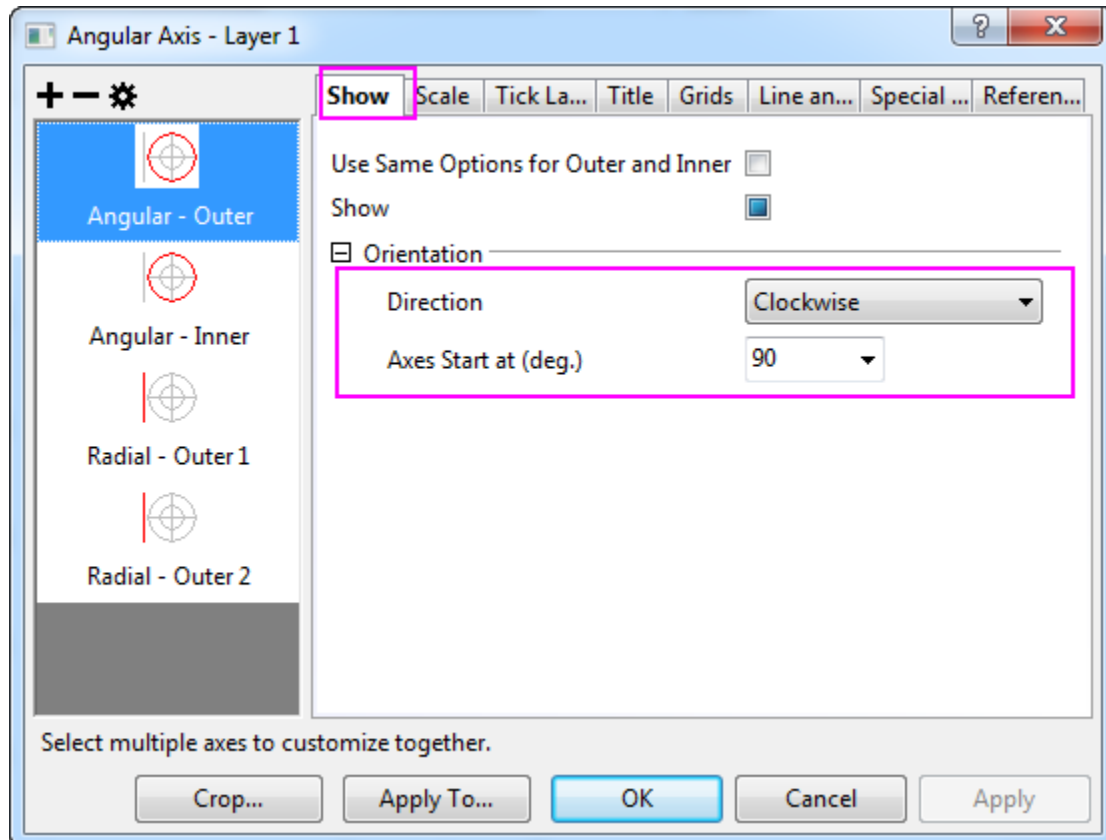 Angular Axis - Layer 1
Show Scale Tick La... Title Grids Line an... Special ... Referen...
Angular - Outer
Angular - Inner
Radial - Outer 1
Radial - Outer 2
Use Same Options for Outer and Inner
Show
Orientation
Direction Clockwise
Axes Start at (deg.) 90
Select multiple axes to customize together.
Crop... Apply To... OK Cancel Apply